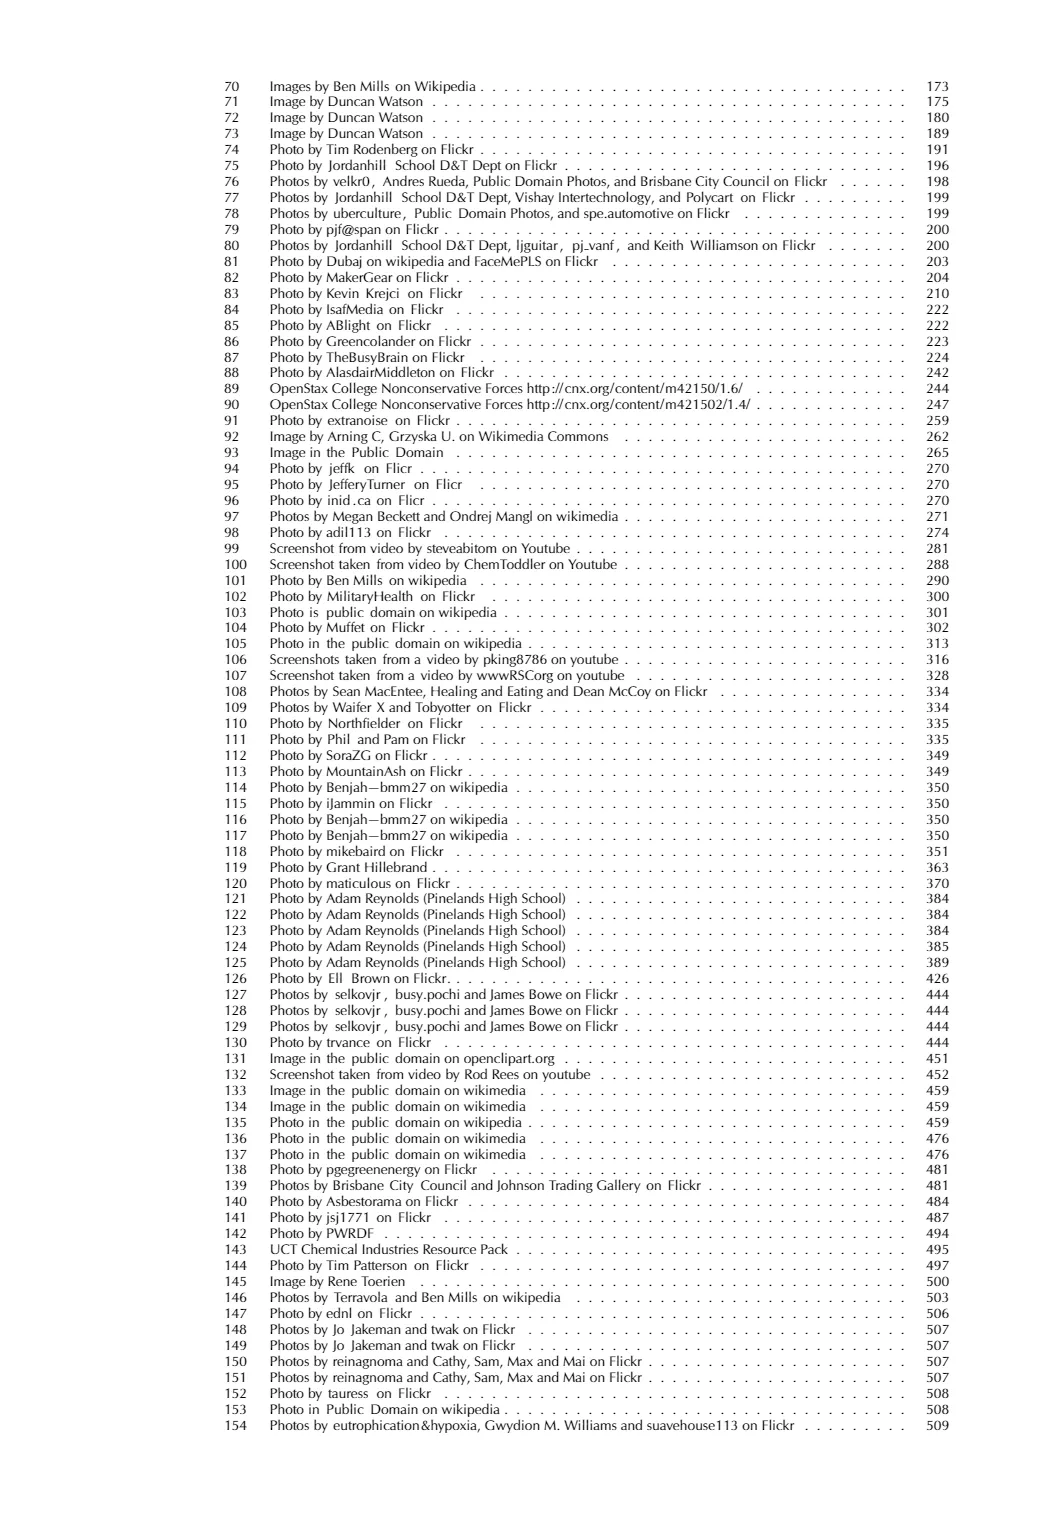 70 Images by Ben Mills on Wikipedia . . . . . . . . . . . . . . . . . . . . . . . . . . . . . . . . . . . . 173
71 Image by Duncan Watson . . . . . . . . . . . . . . . . . . . . . . . . . . . . . . . . . . . . . . . . 175
72 Image by Duncan Watson . . . . . . . . . . . . . . . . . . . . . . . . . . . . . . . . . . . . . . . . 180
73 Image by Duncan Watson . . . . . . . . . . . . . . . . . . . . . . . . . . . . . . . . . . . . . . . . 189
74 Photo by Tim Rodenberg on Flickr . . . . . . . . . . . . . . . . . . . . . . . . . . . . . . . . . . . . 191
75 Photo by Jordanhill School D&T Dept on Flickr . . . . . . . . . . . . . . . . . . . . . . . . . . . . . 196
76 Photos by velkr0, Andres Rueda, Public Domain Photos, and Brisbane City Council on Flickr . . . . . . 198
77 Photos by Jordanhill School D&T Dept, Vishay Intertechnology, and Polycart on Flickr . . . . . . . . . 199
78 Photos by uberculture, Public Domain Photos, and spe.automotive on Flickr . . . . . . . . . . . . . . 199
79 Photo by pjf@span on Flickr . . . . . . . . . . . . . . . . . . . . . . . . . . . . . . . . . . . . . . . 200
80 Photos by Jordanhill School D&T Dept, ljguitar, pj_vanf, and Keith Williamson on Flickr . . . . . . . 200
81 Photo by Dubaj on wikipedia and FaceMePLS on Flickr . . . . . . . . . . . . . . . . . . . . . . . . . 203
82 Photo by MakerGear on Flickr . . . . . . . . . . . . . . . . . . . . . . . . . . . . . . . . . . . . . . 204
83 Photo by Kevin Krejci on Flickr . . . . . . . . . . . . . . . . . . . . . . . . . . . . . . . . . . . . 210
84 Photo by IsafMedia on Flickr . . . . . . . . . . . . . . . . . . . . . . . . . . . . . . . . . . . . . . 222
85 Photo by ABlight on Flickr . . . . . . . . . . . . . . . . . . . . . . . . . . . . . . . . . . . . . . . 222
86 Photo by Greencolander on Flickr . . . . . . . . . . . . . . . . . . . . . . . . . . . . . . . . . . . . 223
87 Photo by TheBusyBrain on Flickr . . . . . . . . . . . . . . . . . . . . . . . . . . . . . . . . . . . . 224
88 Photo by AlasdairMiddleton on Flickr . . . . . . . . . . . . . . . . . . . . . . . . . . . . . . . . . . 242
89 OpenStax College Nonconservative Forces http://cnx.org/content/m42150/1.6/ . . . . . . . . . . . . . 244
90 OpenStax College Nonconservative Forces http://cnx.org/content/m421502/1.4/ . . . . . . . . . . . . . 247
91 Photo by extranoise on Flickr . . . . . . . . . . . . . . . . . . . . . . . . . . . . . . . . . . . . . . 259
92 Image by Arning C, Grzyska U. on Wikimedia Commons . . . . . . . . . . . . . . . . . . . . . . . . 262
93 Image in the Public Domain . . . . . . . . . . . . . . . . . . . . . . . . . . . . . . . . . . . . . . 265
94 Photo by jeffk on Flicr . . . . . . . . . . . . . . . . . . . . . . . . . . . . . . . . . . . . . . . . . 270
95 Photo by JefferyTurner on Flicr . . . . . . . . . . . . . . . . . . . . . . . . . . . . . . . . . . . . 270
96 Photo by inid.ca on Flicr . . . . . . . . . . . . . . . . . . . . . . . . . . . . . . . . . . . . . . . . 270
97 Photos by Megan Beckett and Ondrej Mangl on wikimedia . . . . . . . . . . . . . . . . . . . . . . . . 271
98 Photo by adil113 on Flickr . . . . . . . . . . . . . . . . . . . . . . . . . . . . . . . . . . . . . . . 274
99 Screenshot from video by steveabitom on Youtube . . . . . . . . . . . . . . . . . . . . . . . . . . . . 281
100 Screenshot taken from video by ChemToddler on Youtube . . . . . . . . . . . . . . . . . . . . . . . . 288
101 Photo by Ben Mills on wikipedia . . . . . . . . . . . . . . . . . . . . . . . . . . . . . . . . . . . . 290
102 Photo by MilitaryHealth on Flickr . . . . . . . . . . . . . . . . . . . . . . . . . . . . . . . . . . . 300
103 Photo is public domain on wikipedia . . . . . . . . . . . . . . . . . . . . . . . . . . . . . . . . . . 301
104 Photo by Muffet on Flickr . . . . . . . . . . . . . . . . . . . . . . . . . . . . . . . . . . . . . . . . 302
105 Photo in the public domain on wikipedia . . . . . . . . . . . . . . . . . . . . . . . . . . . . . . . . 313
106 Screenshots taken from a video by pking8786 on youtube . . . . . . . . . . . . . . . . . . . . . . . . 316
107 Screenshot taken from a video by wwwRSCorg on youtube . . . . . . . . . . . . . . . . . . . . . . . 328
108 Photos by Sean MacEntee, Healing and Eating and Dean McCoy on Flickr . . . . . . . . . . . . . . . . 334
109 Photos by Waifer X and Tobyotter on Flickr . . . . . . . . . . . . . . . . . . . . . . . . . . . . . . . 334
110 Photo by Northfielder on Flickr . . . . . . . . . . . . . . . . . . . . . . . . . . . . . . . . . . . . 335
111 Photo by Phil and Pam on Flickr . . . . . . . . . . . . . . . . . . . . . . . . . . . . . . . . . . . . 335
112 Photo by SoraZG on Flickr . . . . . . . . . . . . . . . . . . . . . . . . . . . . . . . . . . . . . . . . 349
113 Photo by MountainAsh on Flickr . . . . . . . . . . . . . . . . . . . . . . . . . . . . . . . . . . . . . 349
114 Photo by Benjah−bmm27 on wikipedia . . . . . . . . . . . . . . . . . . . . . . . . . . . . . . . . . 350
115 Photo by iJammin on Flickr . . . . . . . . . . . . . . . . . . . . . . . . . . . . . . . . . . . . . . . 350
116 Photo by Benjah−bmm27 on wikipedia . . . . . . . . . . . . . . . . . . . . . . . . . . . . . . . . . 350
117 Photo by Benjah−bmm27 on wikipedia . . . . . . . . . . . . . . . . . . . . . . . . . . . . . . . . . 350
118 Photo by mikebaird on Flickr . . . . . . . . . . . . . . . . . . . . . . . . . . . . . . . . . . . . . . 351
119 Photo by Grant Hillebrand . . . . . . . . . . . . . . . . . . . . . . . . . . . . . . . . . . . . . . . . 363
120 Photo by maticulous on Flickr . . . . . . . . . . . . . . . . . . . . . . . . . . . . . . . . . . . . . . 370
121 Photo by Adam Reynolds (Pinelands High School) . . . . . . . . . . . . . . . . . . . . . . . . . . . . 384
122 Photo by Adam Reynolds (Pinelands High School) . . . . . . . . . . . . . . . . . . . . . . . . . . . . 384
123 Photo by Adam Reynolds (Pinelands High School) . . . . . . . . . . . . . . . . . . . . . . . . . . . . 384
124 Photo by Adam Reynolds (Pinelands High School) . . . . . . . . . . . . . . . . . . . . . . . . . . . . 385
125 Photo by Adam Reynolds (Pinelands High School) . . . . . . . . . . . . . . . . . . . . . . . . . . . . 389
126 Photo by Ell Brown on Flickr. . . . . . . . . . . . . . . . . . . . . . . . . . . . . . . . . . . . . . . 426
127 Photos by selkovjr, busy.pochi and James Bowe on Flickr . . . . . . . . . . . . . . . . . . . . . . . . 444
128 Photos by selkovjr, busy.pochi and James Bowe on Flickr . . . . . . . . . . . . . . . . . . . . . . . . 444
129 Photos by selkovjr, busy.pochi and James Bowe on Flickr . . . . . . . . . . . . . . . . . . . . . . . . 444
130 Photo by trvance on Flickr . . . . . . . . . . . . . . . . . . . . . . . . . . . . . . . . . . . . . . . 444
131 Image in the public domain on openclipart.org . . . . . . . . . . . . . . . . . . . . . . . . . . . . . 451
132 Screenshot taken from video by Rod Rees on youtube . . . . . . . . . . . . . . . . . . . . . . . . . . 452
133 Image in the public domain on wikimedia . . . . . . . . . . . . . . . . . . . . . . . . . . . . . . . 459
134 Image in the public domain on wikimedia . . . . . . . . . . . . . . . . . . . . . . . . . . . . . . . 459
135 Photo in the public domain on wikipedia . . . . . . . . . . . . . . . . . . . . . . . . . . . . . . . . 459
136 Photo in the public domain on wikimedia . . . . . . . . . . . . . . . . . . . . . . . . . . . . . . . 476
137 Photo in the public domain on wikimedia . . . . . . . . . . . . . . . . . . . . . . . . . . . . . . . 476
138 Photo by pgegreenenergy on Flickr . . . . . . . . . . . . . . . . . . . . . . . . . . . . . . . . . . . 481
139 Photos by Brisbane City Council and Johnson Trading Gallery on Flickr . . . . . . . . . . . . . . . . . 481
140 Photo by Asbestorama on Flickr . . . . . . . . . . . . . . . . . . . . . . . . . . . . . . . . . . . . . 484
141 Photo by jsj1771 on Flickr . . . . . . . . . . . . . . . . . . . . . . . . . . . . . . . . . . . . . . . 487
142 Photo by PWRDF . . . . . . . . . . . . . . . . . . . . . . . . . . . . . . . . . . . . . . . . . . . . 494
143 UCT Chemical Industries Resource Pack . . . . . . . . . . . . . . . . . . . . . . . . . . . . . . . . . 495
144 Photo by Tim Patterson on Flickr . . . . . . . . . . . . . . . . . . . . . . . . . . . . . . . . . . . . 497
145 Image by Rene Toerien . . . . . . . . . . . . . . . . . . . . . . . . . . . . . . . . . . . . . . . . . 500
146 Photos by Terravola and Ben Mills on wikipedia . . . . . . . . . . . . . . . . . . . . . . . . . . . . 503
147 Photo by ednl on Flickr . . . . . . . . . . . . . . . . . . . . . . . . . . . . . . . . . . . . . . . . . 506
148 Photos by Jo Jakeman and twak on Flickr . . . . . . . . . . . . . . . . . . . . . . . . . . . . . . . . 507
149 Photos by Jo Jakeman and twak on Flickr . . . . . . . . . . . . . . . . . . . . . . . . . . . . . . . . 507
150 Photos by reinagnoma and Cathy, Sam, Max and Mai on Flickr . . . . . . . . . . . . . . . . . . . . . . 507
151 Photos by reinagnoma and Cathy, Sam, Max and Mai on Flickr . . . . . . . . . . . . . . . . . . . . . . 507
152 Photo by tauress on Flickr . . . . . . . . . . . . . . . . . . . . . . . . . . . . . . . . . . . . . . . 508
153 Photo in Public Domain on wikipedia . . . . . . . . . . . . . . . . . . . . . . . . . . . . . . . . . . 508
154 Photos by eutrophication&hypoxia, Gwydion M. Williams and suavehouse113 on Flickr . . . . . . . . . 509